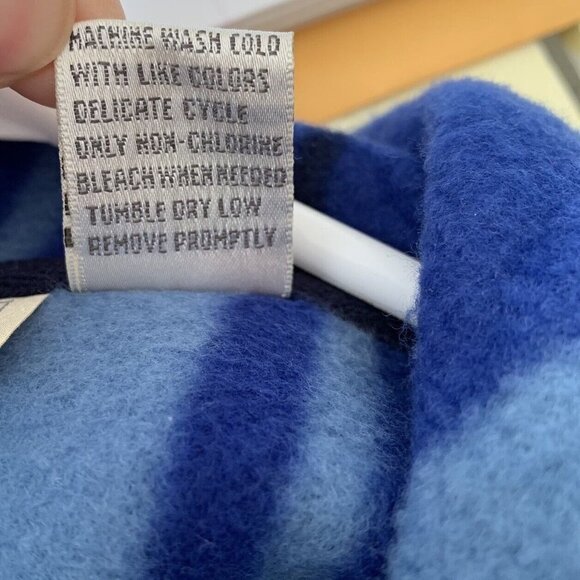 MACHINE WASH COLD
WITH LIKE COLORS
DELICATE CYCLE
ONLY NON-CHLORINE
BLEACH WHEN NEEDED
TUMBLE DRY LOW
REMOVE PROMPTLY